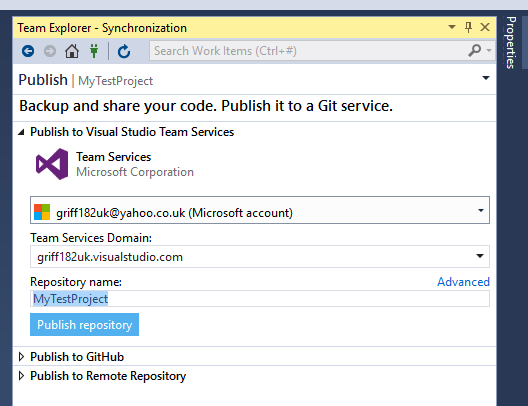 Team Explorer - Synchronization
Search Work Items (Ctrl+#)
Publish | MyTestProject
Backup and share your code. Publish it to a Git service.
Publish to Visual Studio Team Services
Team Services
Microsoft Corporation
griff182uk@yahoo.co.uk (Microsoft account)
Team Services Domain:
griff182uk.visualstudio.com
Repository name: Advanced
MyTestProject
Publish repository
Publish to GitHub
Publish to Remote Repository
Properties